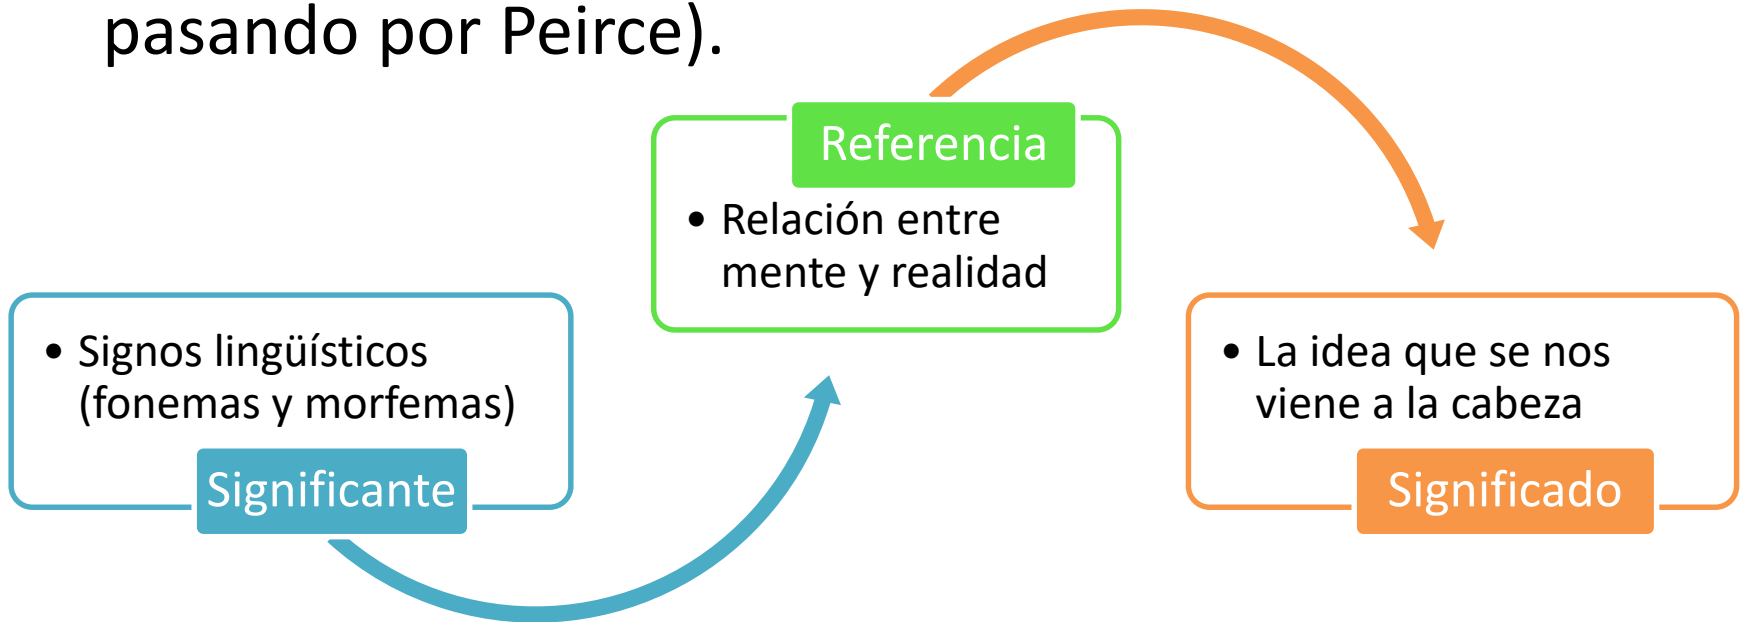 pasando por Peirce).
Referencia
• Relación entre
mente y realidad
• Signos lingüísticos
(fonemas y morfemas)
Significante
• La idea que se nos
viene a la cabeza
Significado